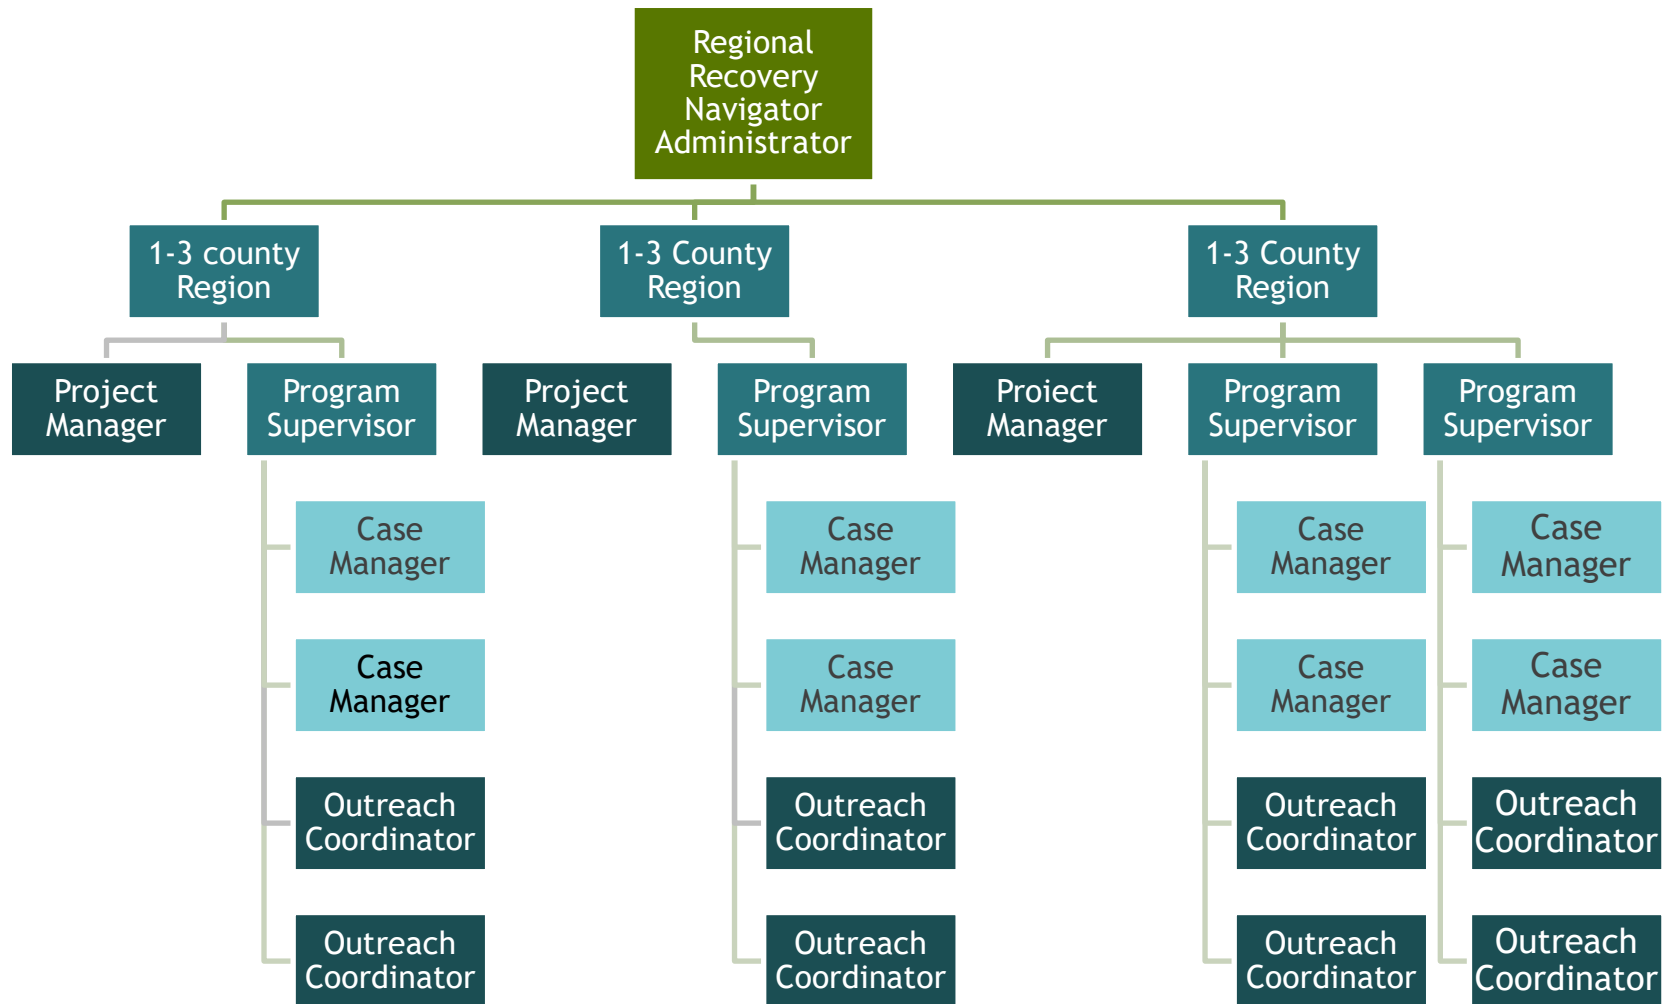 Regional
Recovery
Navigator
Administrator
1-3 county
Region
1-3 County
Region
1-3 County
Region
Project
Manager
Program
Supervisor
Project
Manager
Program
Supervisor
Proiect
Manager
Program
Supervisor
Program
Supervisor
Case
Manager
Case
Manager
Case
Manager
Case
Manager
Case
Manager
Case
Manager
Case
Manager
Case
Manager
Outreach
Coordinator
Outreach
Coordinator
Outreach
Coordinator
Outreach
Coordinator
Outreach
Coordinator
Outreach
Coordinator
Outreach
Coordinator
Outreach
Coordinator